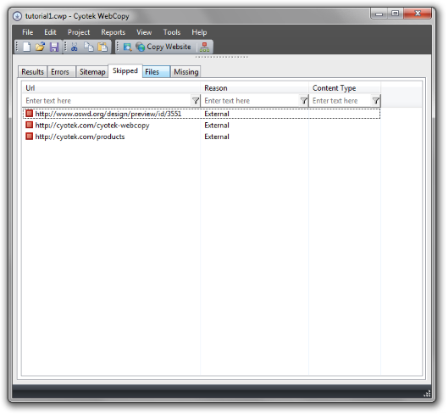 tutorial1.cwp - Cyotek WebCopy
File Edit Project Reports View Tools Help
Copy Website
Results Errors Sitemap Skipped Files Missing
Url Reason Content Type
Enter text here Enter text here Enter text here
http://www.oswd.org/design/preview/id/3551 External
http://cyotek.com/cyotek-webcopy External
http://cyotek.com/products External